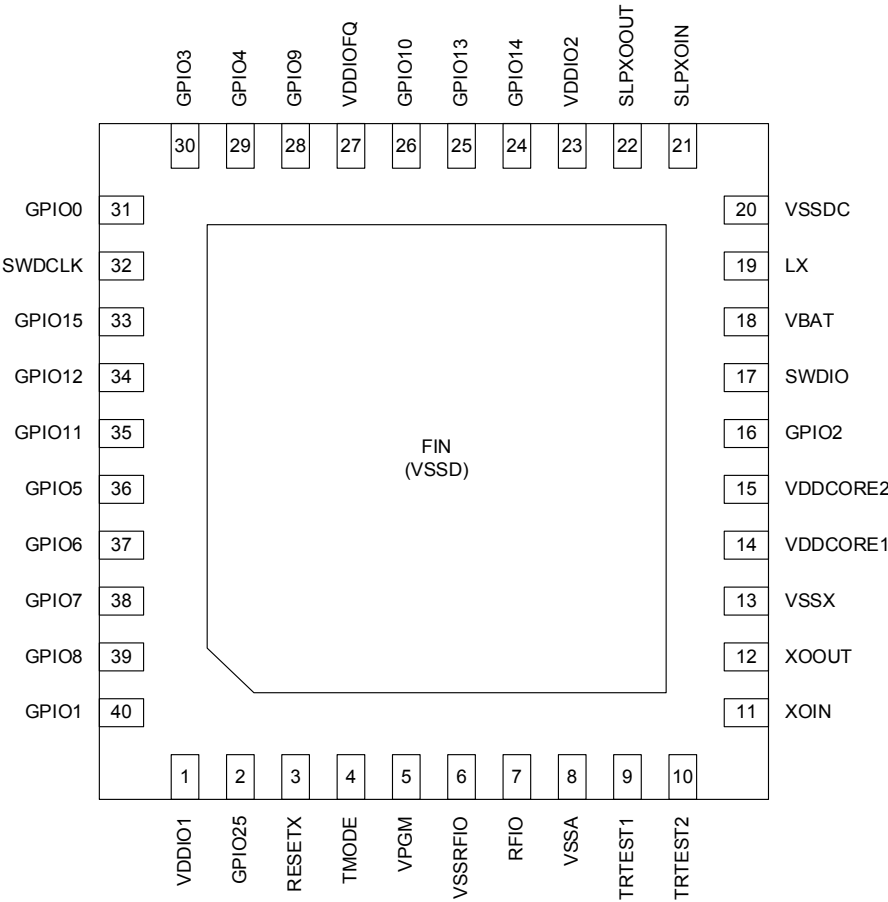 GPIO3
GPIO4
GPIO9
VDDIOFQ
GPIO10
GPIO13
GPIO14
VDDIO2
SLPXOOUT
SLPXOIN
30
29
28
27
26
25
24
23
22
21
GPIO0 31
20 VSSDC
SWDCLK 32
19 LX
GPIO15 33
18 VBAT
GPIO12 34
17 SWDIO
GPIO11 35
16 GPIO2
FIN
(VSSD)
GPIO5 36
15 VDDCORE2
GPIO6 37
14 VDDCORE1
GPIO7 38
13 VSSX
GPIO8 39
12 XOOUT
GPIO1 40
11 XOIN
1
2
3
4
5
6
7
8
9
10
VDDIO1
GPIO25
RESETX
TMODE
VPGM
VSSRFIO
RFIO
VSSA
TRTEST1
TRTEST2